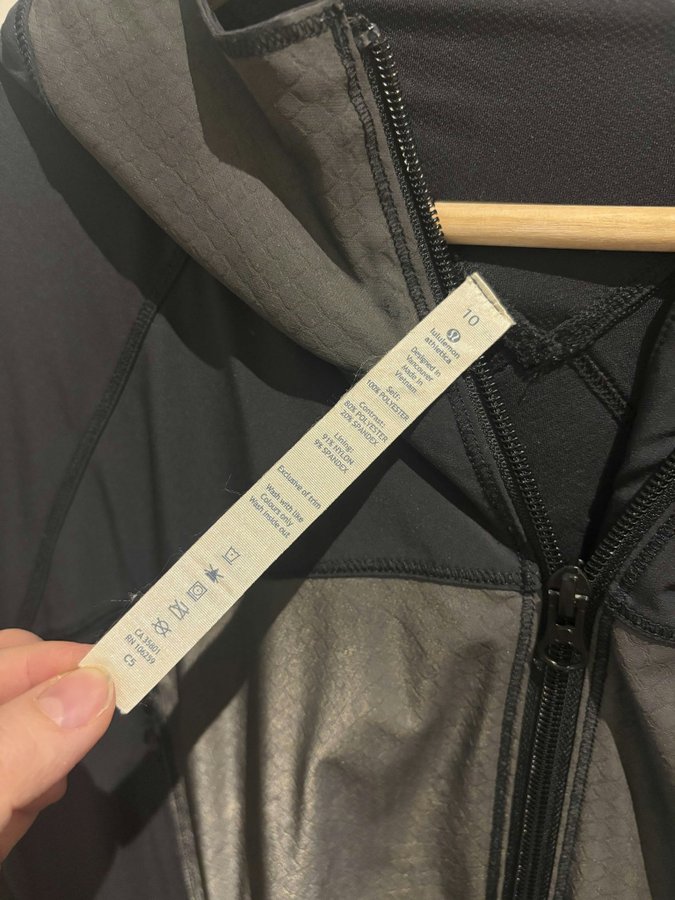 10
lululemon
athletica
Designed in
Vancouver
Made in
Vietnam
Self:
100% POLYESTER
Contrast:
80% POLYESTER
20% SPANDEX
Lining:
91% NYLON
9% SPANDEX
Exclusive of trim
Wash with like
Colours only
Wash inside out
CA 35801
RN 106259
C5